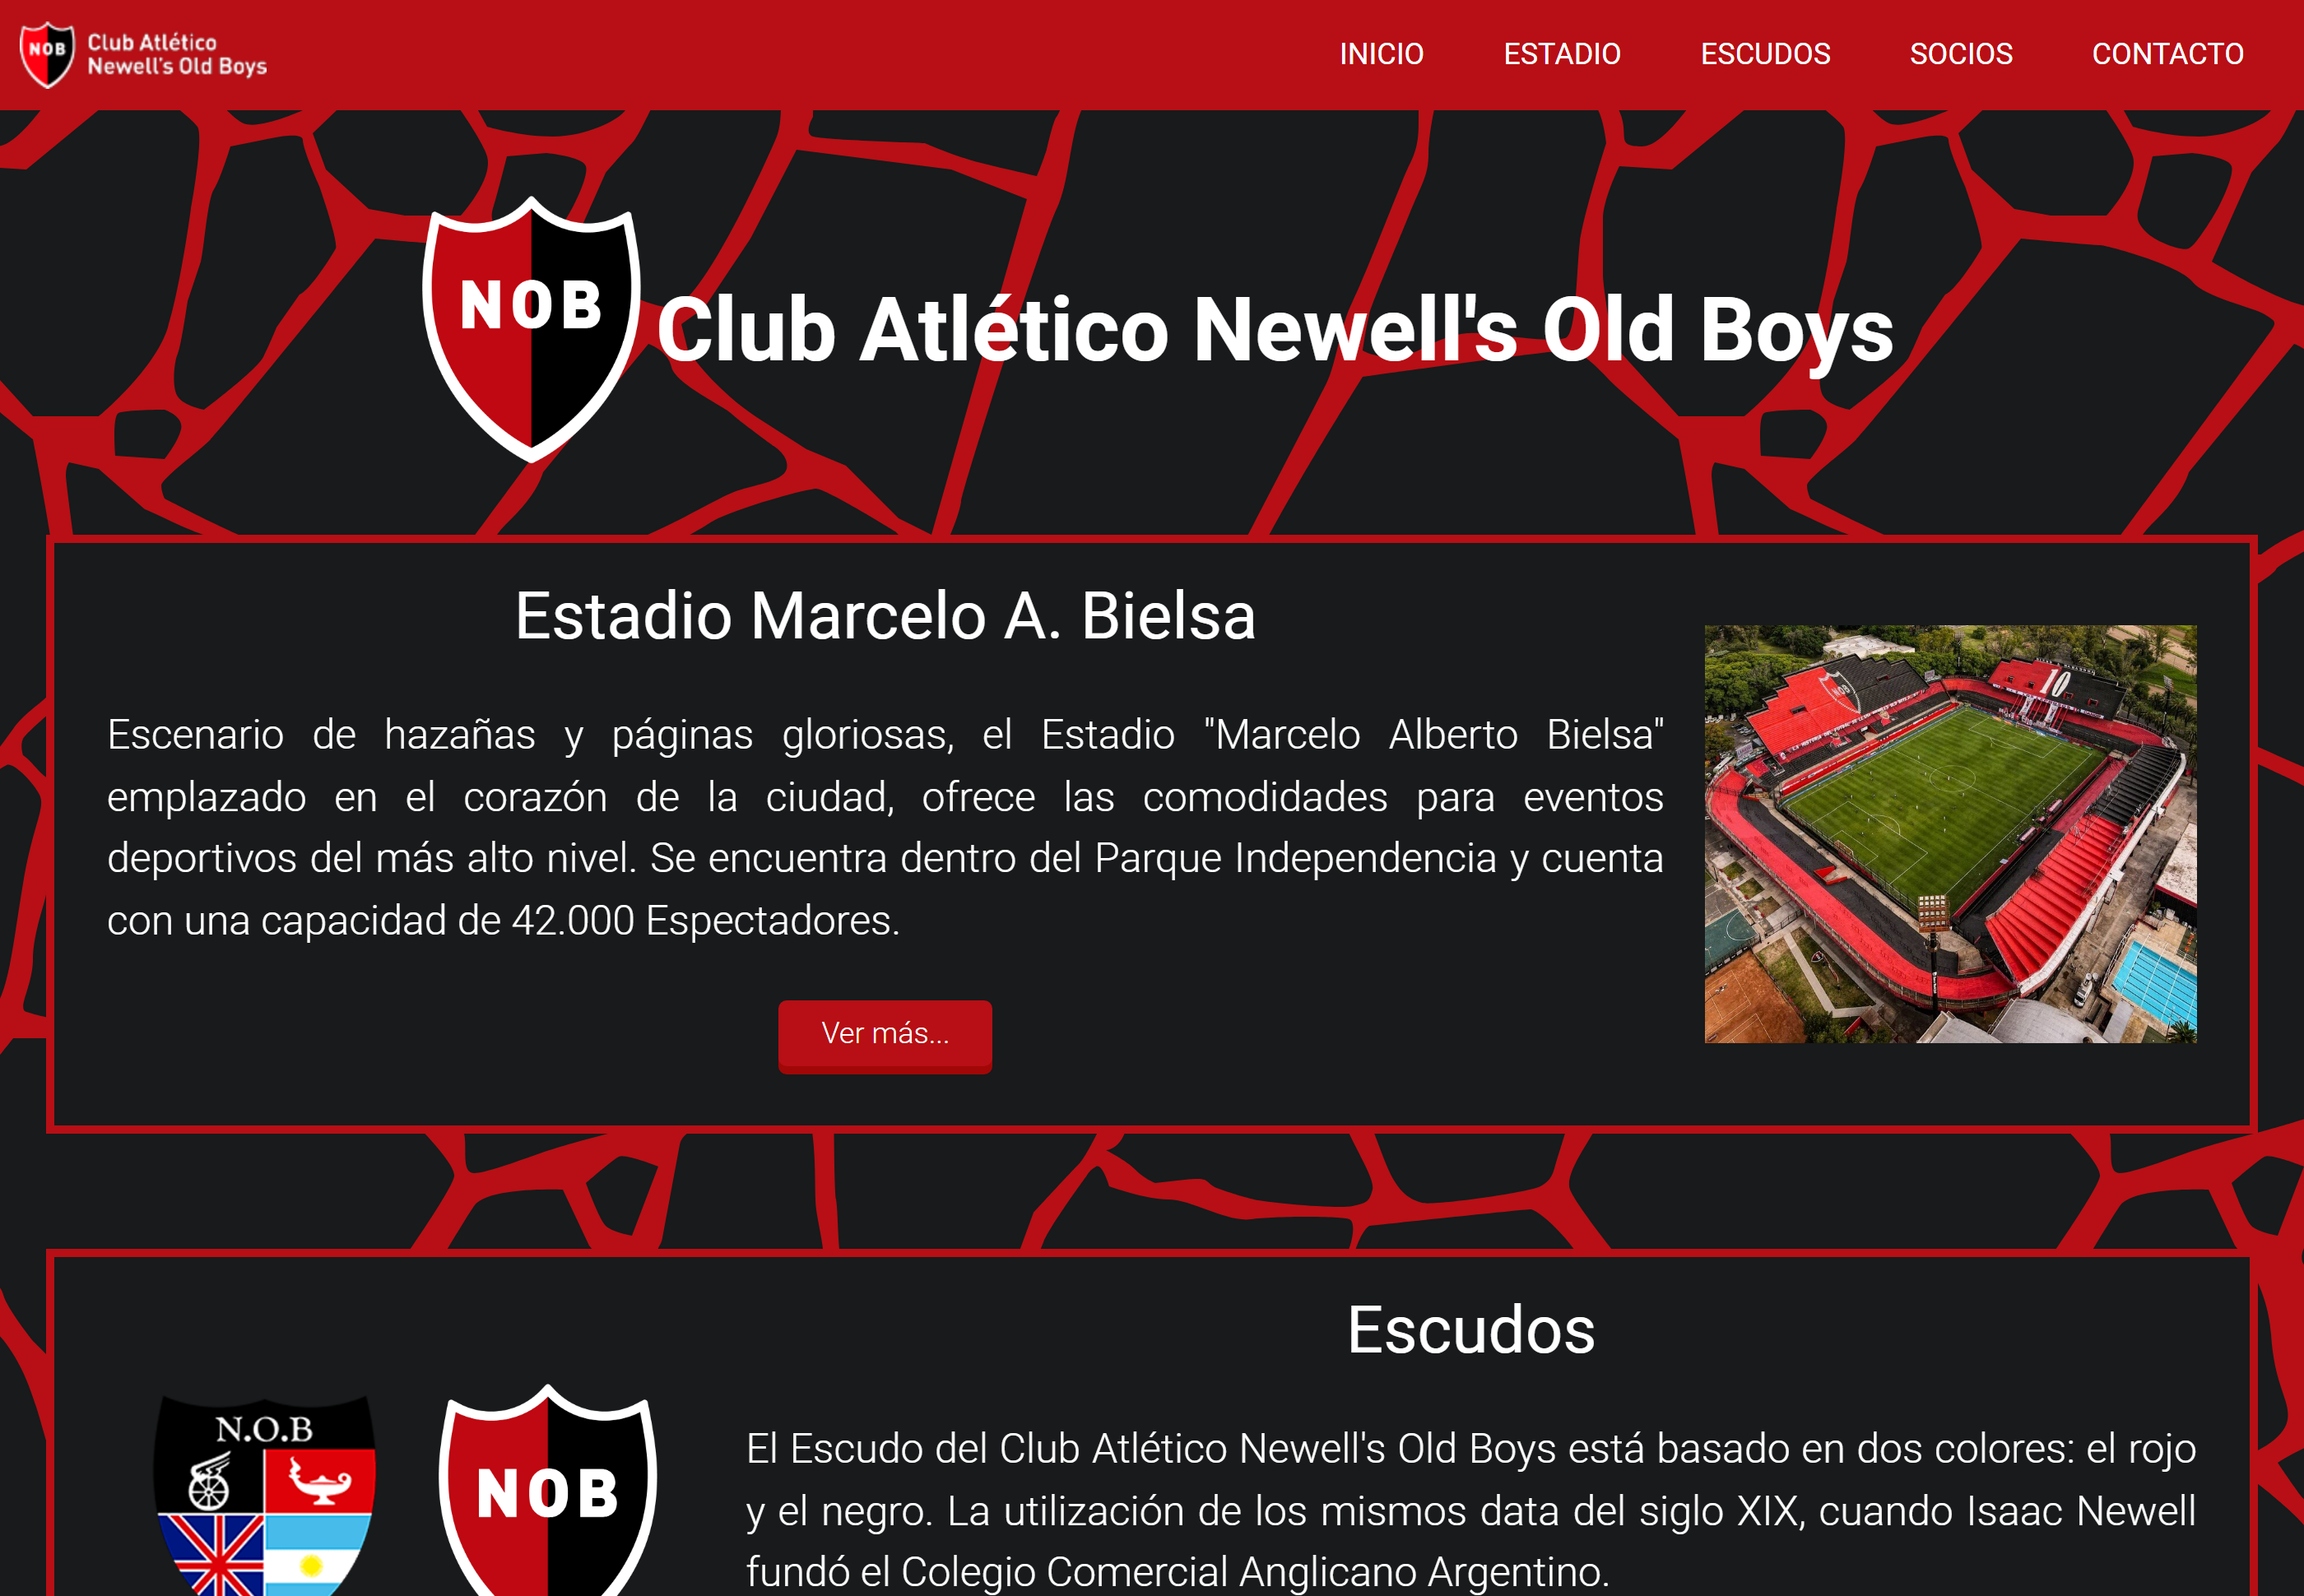 NOB
Club Atlético
Newell's Old Boys
INICIO
ESTADIO
ESCUDOS
SOCIOS
CONTACTO
NOB
Club Atlético Newell's Old Boys
Estadio Marcelo A. Bielsa
Escenario de hazañas y páginas gloriosas, el Estadio "Marcelo Alberto Bielsa"
emplazado en el corazón de la ciudad, ofrece las comodidades para eventos
deportivos del más alto nivel. Se encuentra dentro del Parque Independencia y cuenta
con una capacidad de 42.000 Espectadores.
Ver más...
10
Escudos
N.O.B
NOB
El Escudo del Club Atlético Newell's Old Boys está basado en dos colores: el rojo
y el negro. La utilización de los mismos data del siglo XIX, cuando Isaac Newell
fundó el Colegio Comercial Anglicano Argentino.